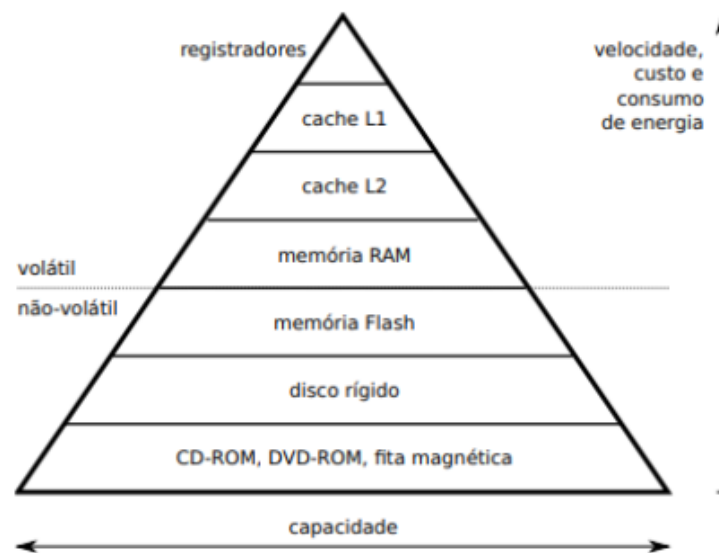 registradores
velocidade,
custo e
consumo
de energia
cache L1
cache L2
memória RAM
volátil
não-volátil
memória Flash
disco rígido
CD-ROM, DVD-ROM, fita magnética
capacidade